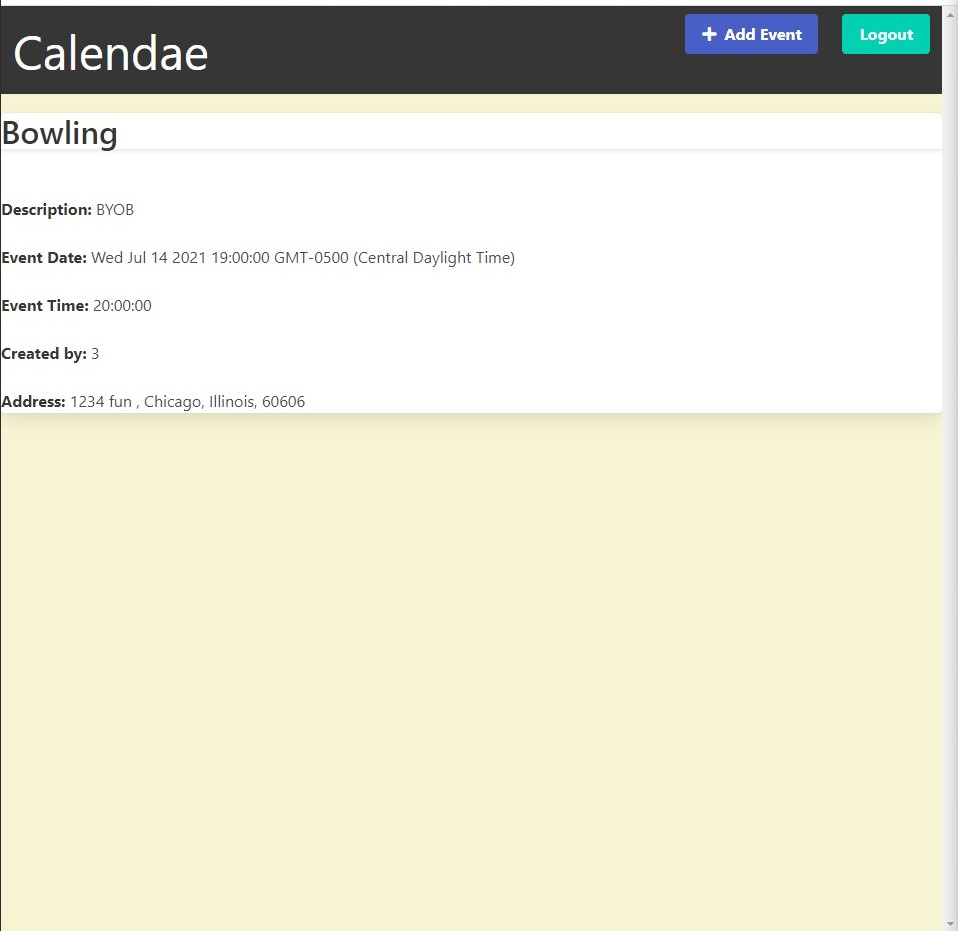 Calendae
Add Event
Logout
Bowling
Description: BYOB
Event Date: Wed Jul 14 2021 19:00:00 GMT-0500 (Central Daylight Time)
Event Time: 20:00:00
Created by: 3
Address: 1234 fun , Chicago, Illinois, 60606